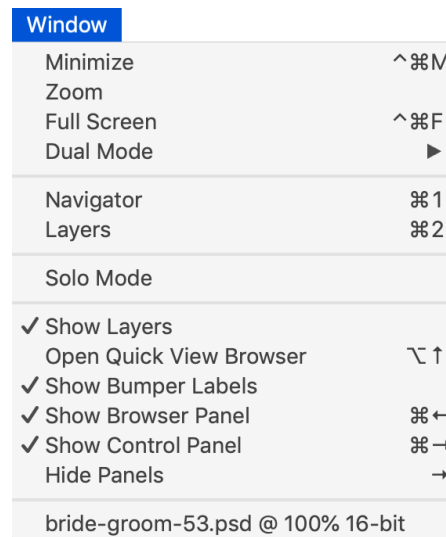 Window
Minimize ^⌘M
Zoom
Full Screen ^⌘F
Dual Mode ▶
Navigator ⌘1
Layers ⌘2
Solo Mode
✓ Show Layers
Open Quick View Browser ⌥↑
✓ Show Bumper Labels
✓ Show Browser Panel ⌘←
✓ Show Control Panel ⌘
Hide Panels
bride-groom-53.psd @ 100% 16-bit